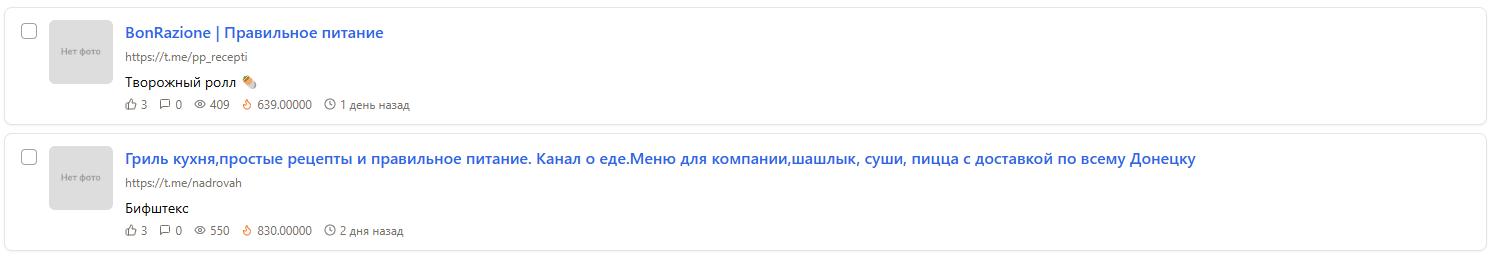 Нет фото
BonRazione | Правильное питание
https://t.me/pp_recepti
Творожный ролл 🌯
3 0 409 639.00000 1 день назад
Нет фото
Гриль кухня,простые рецепты и правильное питание. Канал о еде.Меню для компании,шашлык, суши, пицца с доставкой по всему Донецку
https://t.me/nadrovah
Бифштекс
3 0 550 830.00000 2 дня назад